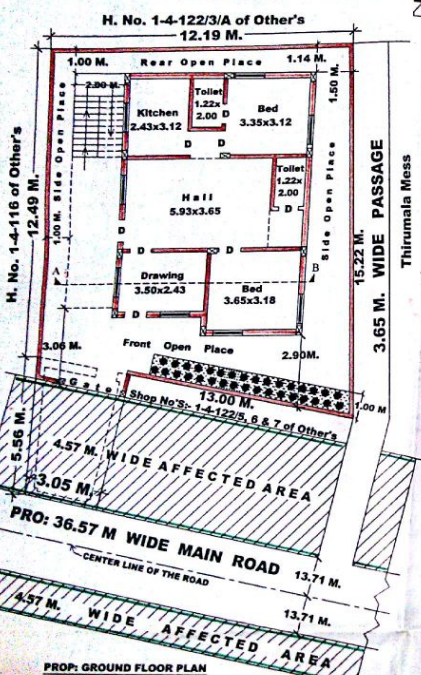 H. No. 1-4-122/3/A of Other's
12.19 M.
1.00 M.
Rear Open Place
1.14 M.
2.00 M.
1.50 M.
Toilet
1.22x
2.00
Kitchen
2.43x3.12
Bed
3.35x3.12
D
D
D
Side Open Place
H. No. 1-4-116 of Other's
12.49 M.
Hall
5.93x3.65
Toilet
1.22x
2.00
D
1.00 M.
Side Open Place
15.22 M.
3.65 M. WIDE PASSAGE
Thirumala Mess
D
D
A
B
Drawing
3.50x2.43
Bed
3.65x3.18
D
3.06 M.
Front Open Place
2.90M.
Gate
13.00 M.
1.00 M
Shop No'S:- 1-4-122/5, 6 & 7 of Other's
5.56 M.
4.57 M. WIDE AFFECTED AREA
3.05 M.
PRO: 36.57 M WIDE MAIN ROAD
CENTER LINE OF THE ROAD
13.71 M.
13.71 M.
4.57 M. WIDE AFFECTED AREA
PROP: GROUND FLOOR PLAN